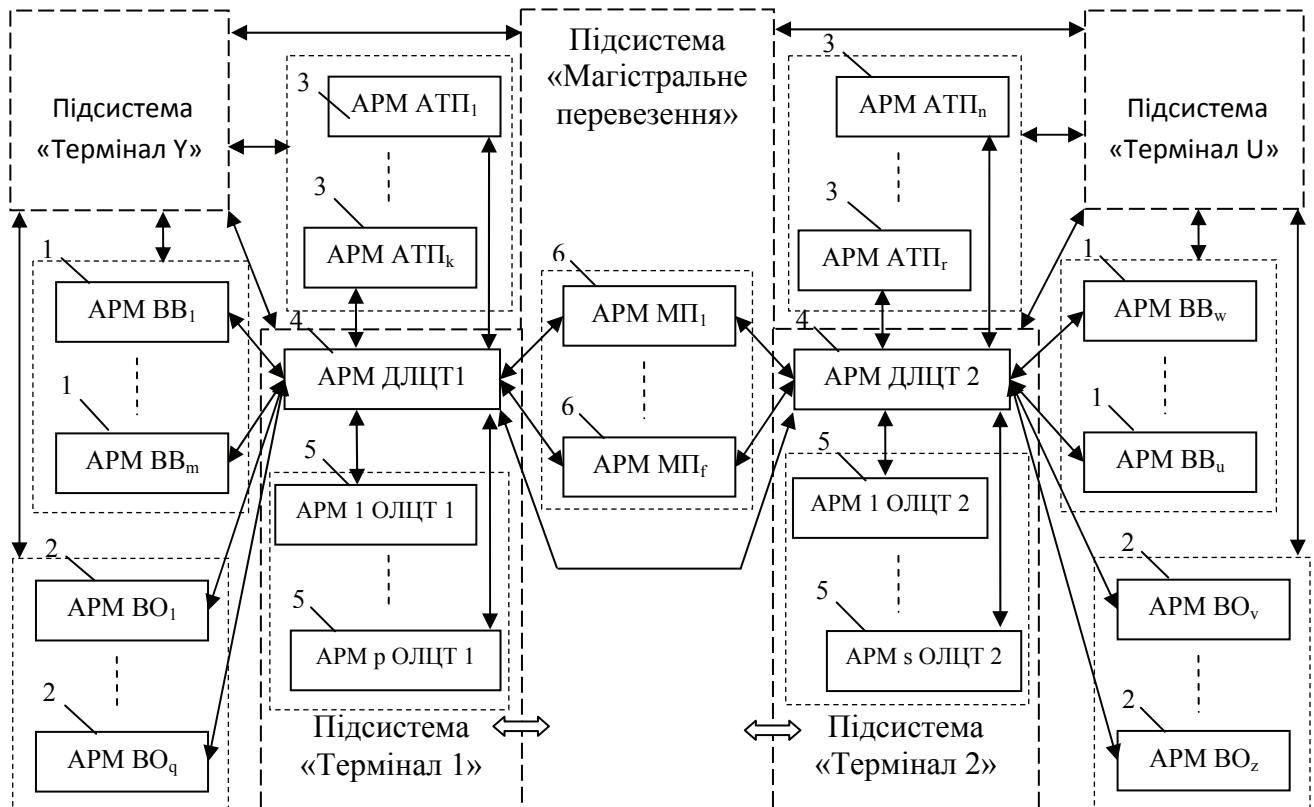 Підсистема
«Термінал Y»
3
АРМ АТП₁
3
АРМ АТПₖ
Підсистема
«Магістральне
перевезення»
3
АРМ АТПₙ
3
АРМ АТПᵣ
Підсистема
«Термінал U»
1
АРМ ВВ₁
1
АРМ ВВₘ
4
АРМ ДЛЦТ1
6
АРМ МП₁
6
АРМ МП_f
4
АРМ ДЛЦТ 2
1
АРМ ВВ_w
1
АРМ ВВᵤ
5
АРМ 1 ОЛЦТ 1
5
АРМ р ОЛЦТ 1
5
АРМ 1 ОЛЦТ 2
5
АРМ s ОЛЦТ 2
2
АРМ ВО₁
2
АРМ ВО_q
2
АРМ ВОᵥ
2
АРМ ВО_z
Підсистема
«Термінал 1»
Підсистема
«Термінал 2»